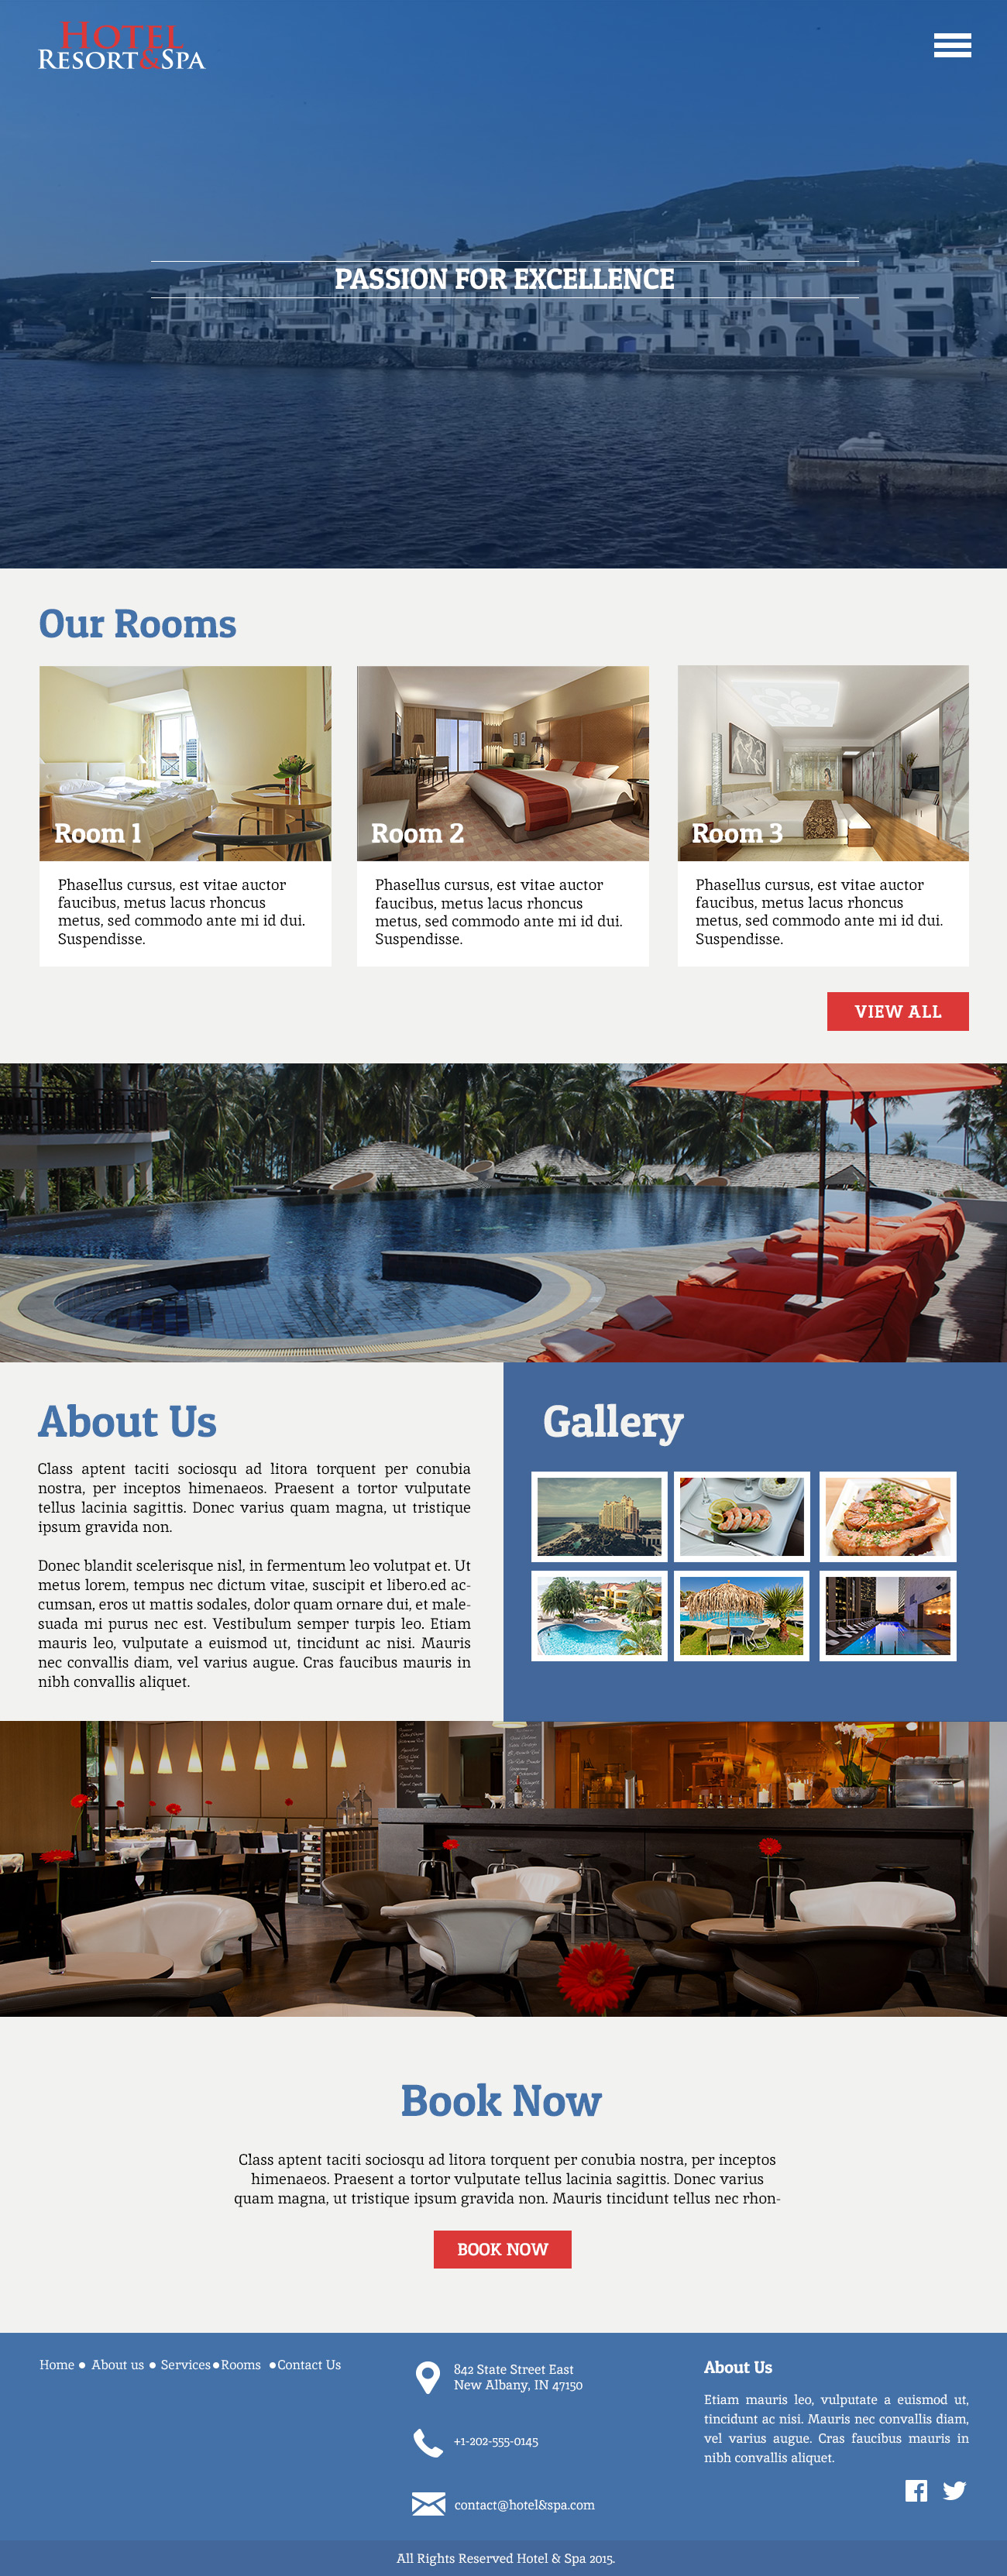 HOTEL
RESORT&SPA
PASSION FOR EXCELLENCE
Our Rooms
Room 1
Room 2
Room 3
Phasellus cursus, est vitae auctor
faucibus, metus lacus rhoncus
metus, sed commodo ante mi id dui.
Suspendisse.
Phasellus cursus, est vitae auctor
faucibus, metus lacus rhoncus
metus, sed commodo ante mi id dui.
Suspendisse.
Phasellus cursus, est vitae auctor
faucibus, metus lacus rhoncus
metus, sed commodo ante mi id dui.
Suspendisse.
VIEW ALL
About Us
Class aptent taciti sociosqu ad litora torquent per conubia
nostra, per inceptos himenaeos. Praesent a tortor vulputate
tellus lacinia sagittis. Donec varius quam magna, ut tristique
ipsum gravida non.
Donec blandit scelerisque nisl, in fermentum leo volutpat et. Ut
metus lorem, tempus nec dictum vitae, suscipit et libero.ed ac-
cumsan, eros ut mattis sodales, dolor quam ornare dui, et male-
suada mi purus nec est. Vestibulum semper turpis leo. Etiam
mauris leo, vulputate a euismod ut, tincidunt ac nisi. Mauris
nec convallis diam, vel varius augue. Cras faucibus mauris in
nibh convallis aliquet.
Gallery
Book Now
Class aptent taciti sociosqu ad litora torquent per conubia nostra, per inceptos
himenaeos. Praesent a tortor vulputate tellus lacinia sagittis. Donec varius
quam magna, ut tristique ipsum gravida non. Mauris tincidunt tellus nec rhon-
BOOK NOW
Home • About us • Services • Rooms • Contact Us
842 State Street East
New Albany, IN 47150
+1-202-555-0145
contact@hotel&spa.com
About Us
Etiam mauris leo, vulputate a euismod ut,
tincidunt ac nisi. Mauris nec convallis diam,
vel varius augue. Cras faucibus mauris in
nibh convallis aliquet.
All Rights Reserved Hotel & Spa 2015.